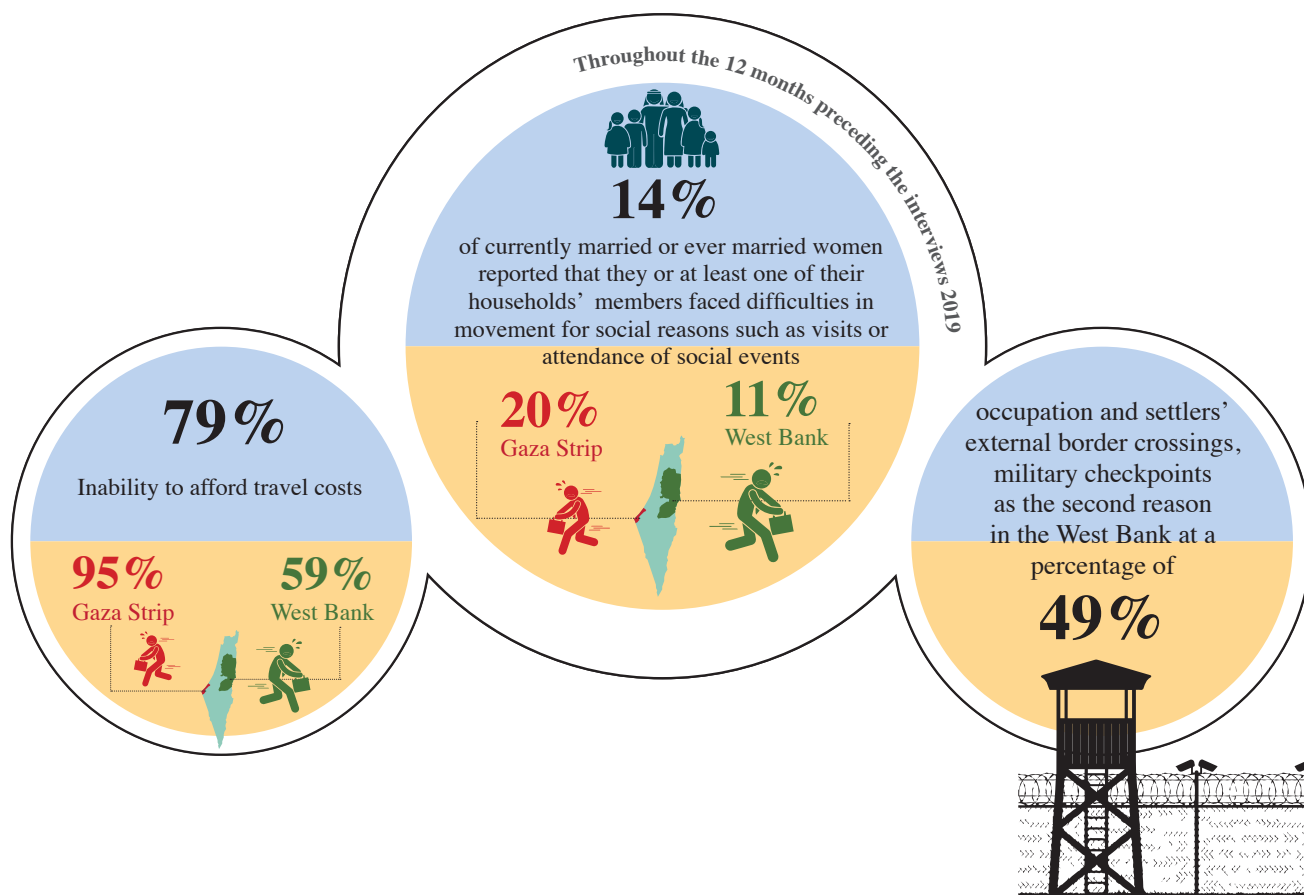 Throughout the 12 months preceding the interviews 2019
14%
of currently married or ever married women
reported that they or at least one of their
households’ members faced difficulties in
movement for social reasons such as visits or
attendance of social events
20%
Gaza Strip
11%
West Bank
79%
Inability to afford travel costs
95%
Gaza Strip
59%
West Bank
occupation and settlers’
external border crossings,
military checkpoints
as the second reason
in the West Bank at a
percentage of
49%